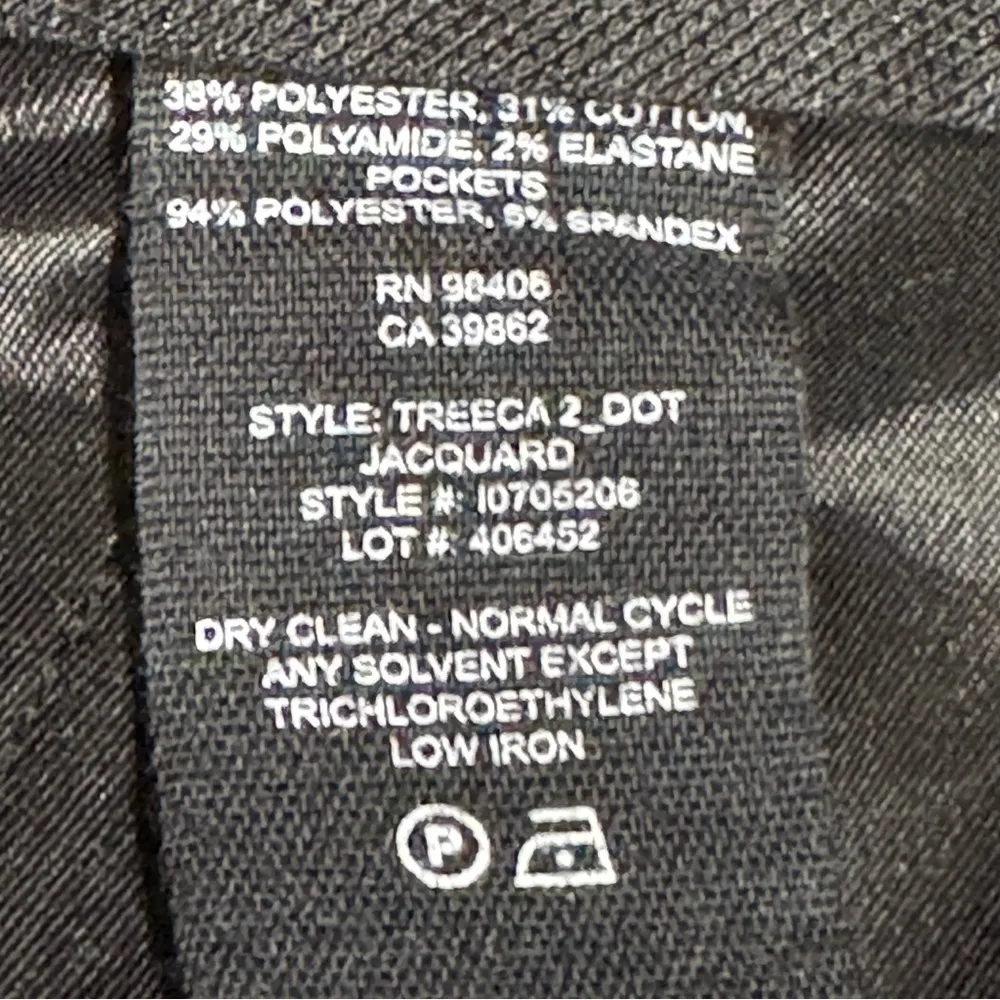 38% POLYESTER, 31% COTTON,
29% POLYAMIDE, 2% ELASTANE
POCKETS
94% POLYESTER, 6% SPANDEX
RN 98406
CA 39862
STYLE: TREECA 2_DOT
JACQUARD
STYLE #: I0705206
LOT #: 406452
DRY CLEAN - NORMAL CYCLE
ANY SOLVENT EXCEPT
TRICHLOROETHYLENE
LOW IRON
P